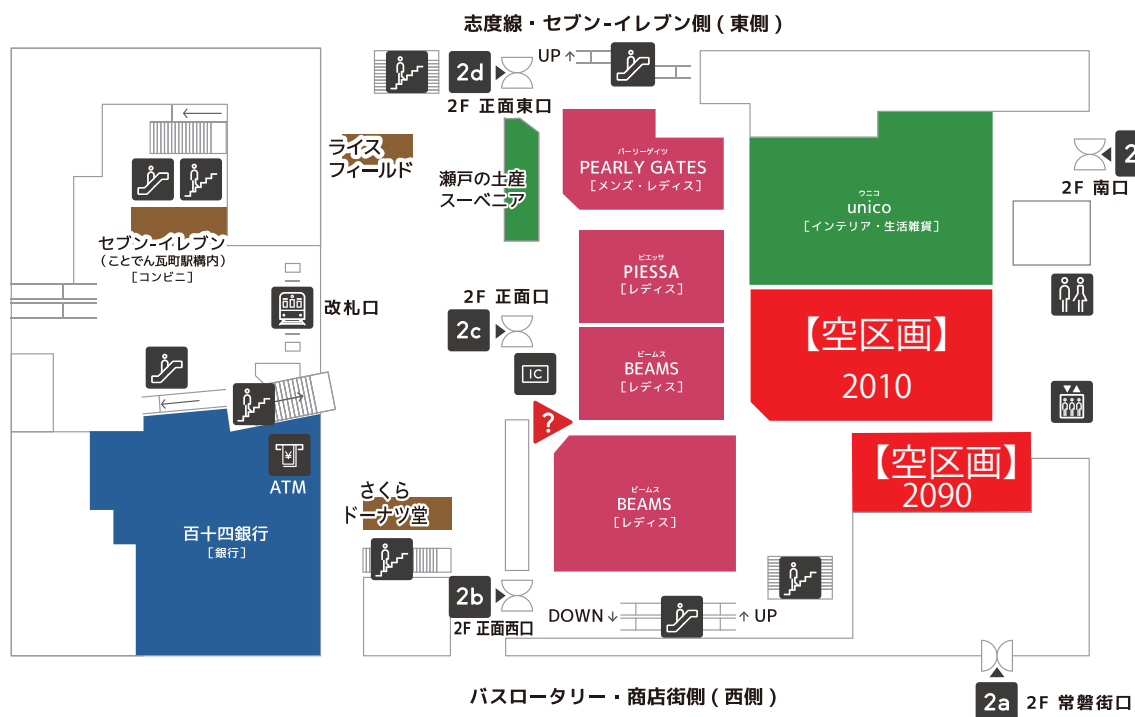 志度線・セブン-イレブン側 ( 東側 )
UP ↑
2d
2F 正面東口
ライス
フィールド
瀬戸の土産
スーベニア
パーリーゲイツ
PEARLY GATES
[メンズ・レディス]
ウニコ
unico
[インテリア・生活雑貨]
2
2F 南口
セブン-イレブン
(ことでん瓦町駅構内)
[コンビニ]
改札口
2F 正面口
2c
IC
ピエッサ
PIESSA
[レディス]
ビームス
BEAMS
[レディス]
【空区画】
2010
?
【空区画】
2090
¥
ATM
さくら
ドーナツ堂
ビームス
BEAMS
[レディス]
百十四銀行
[銀行]
2b
2F 正面西口
DOWN ↓
↑ UP
バスロータリー・商店街側 ( 西側 )
2a
2F 常磐街口